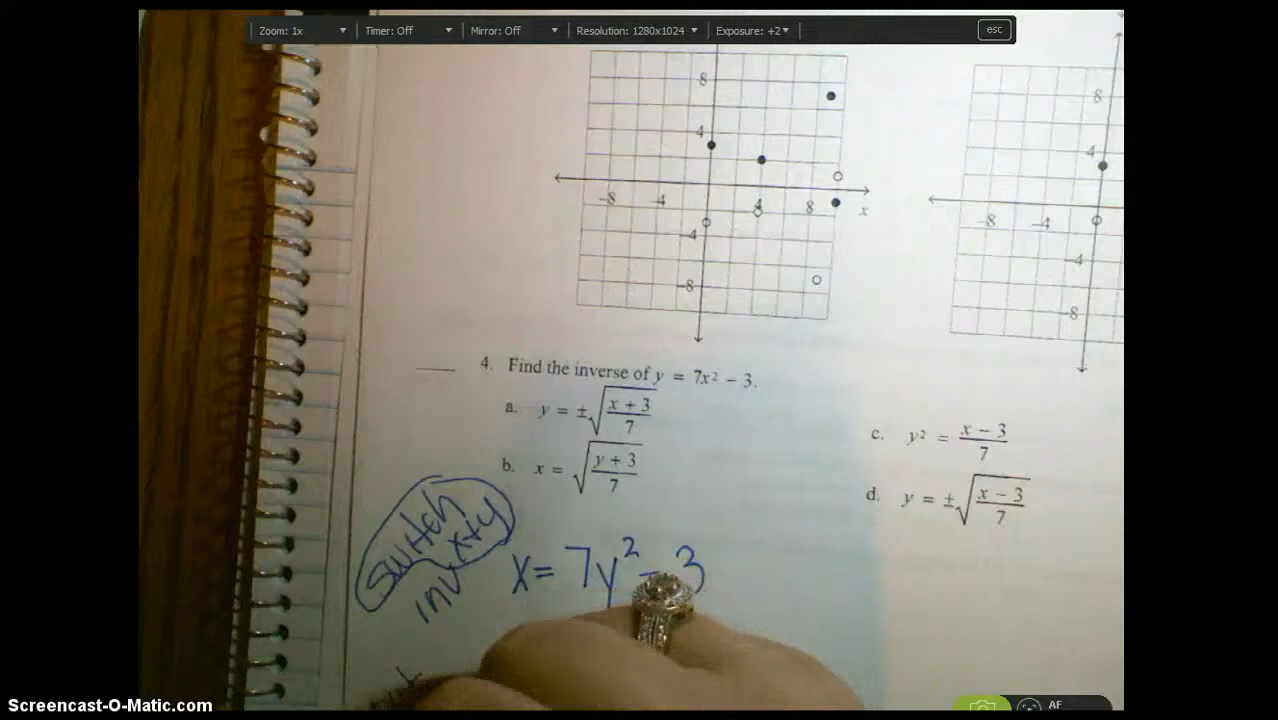 Zoom: 1x Timer: Off Mirror: Off Resolution: 1280x1024 Exposure: +2 esc
8
4
-8 -4 4 8 x
-4
-8
8
4
-8 -4
-4
-8
4. Find the inverse of y = 7x² - 3.
a. y = ±√((x + 3)/7)
b. x = √((y + 3)/7)
c. y² = (x - 3)/7
d. y = ±√((x - 3)/7)
switch
x+y
inv
x = 7y² - 3
AF
Screencast-O-Matic.com